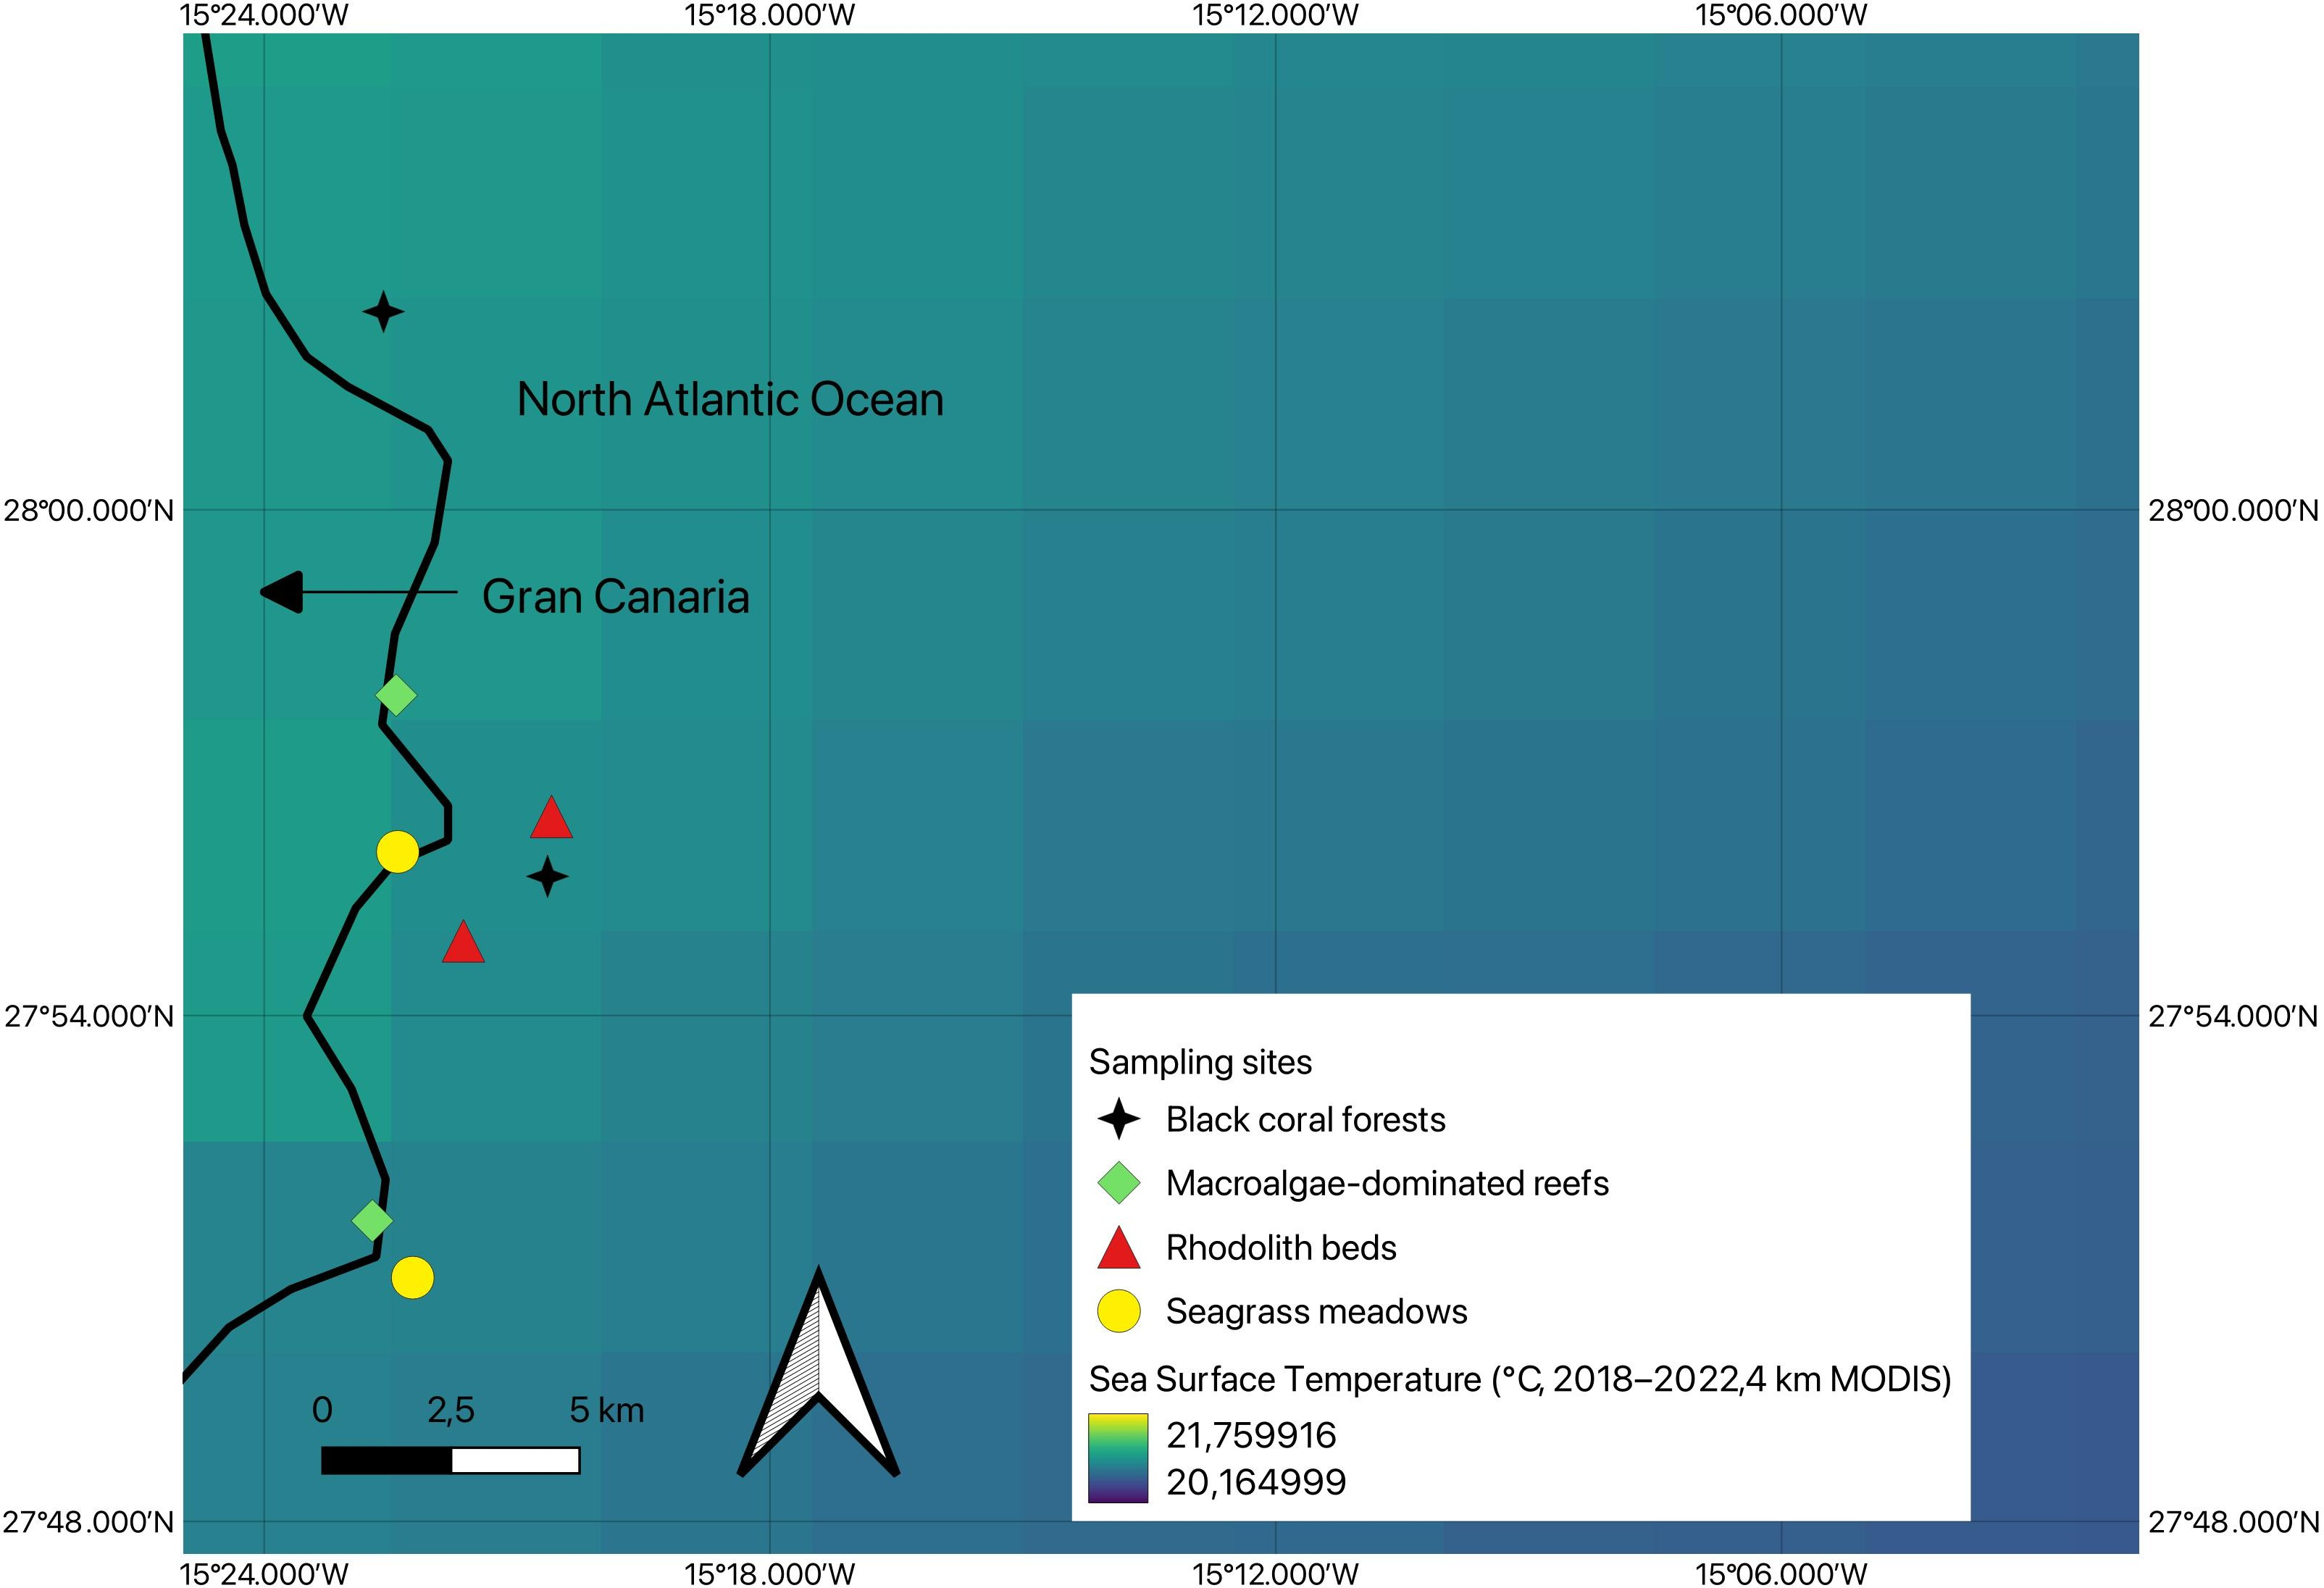 15°24.000′W 15°18.000′W 15°12.000′W 15°06.000′W
North Atlantic Ocean
28°00.000′N 28°00.000′N
Gran Canaria
27°54.000′N 27°54.000′N
Sampling sites
Black coral forests
Macroalgae-dominated reefs
Rhodolith beds
Seagrass meadows
Sea Surface Temperature (°C, 2018–2022,4 km MODIS)
21,759916
20,164999
0 2,5 5 km
27°48.000′N 27°48.000′N
15°24.000′W 15°18.000′W 15°12.000′W 15°06.000′W